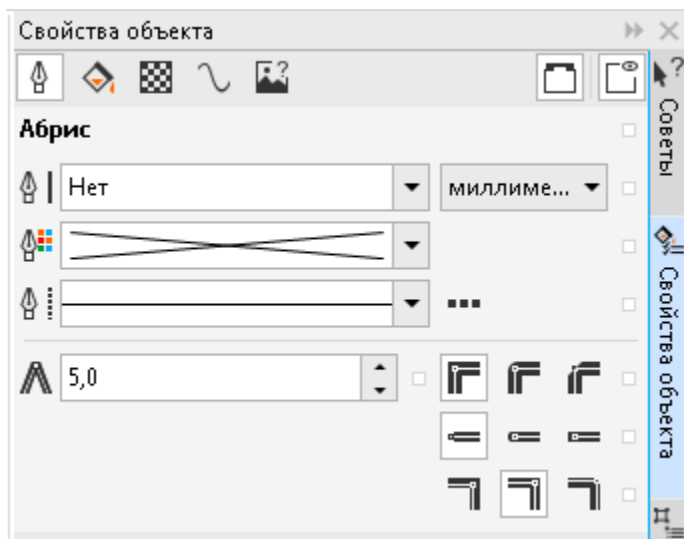 Свойства объекта
Абрис
Нет
миллиме...
5,0
Советы
Свойства объекта